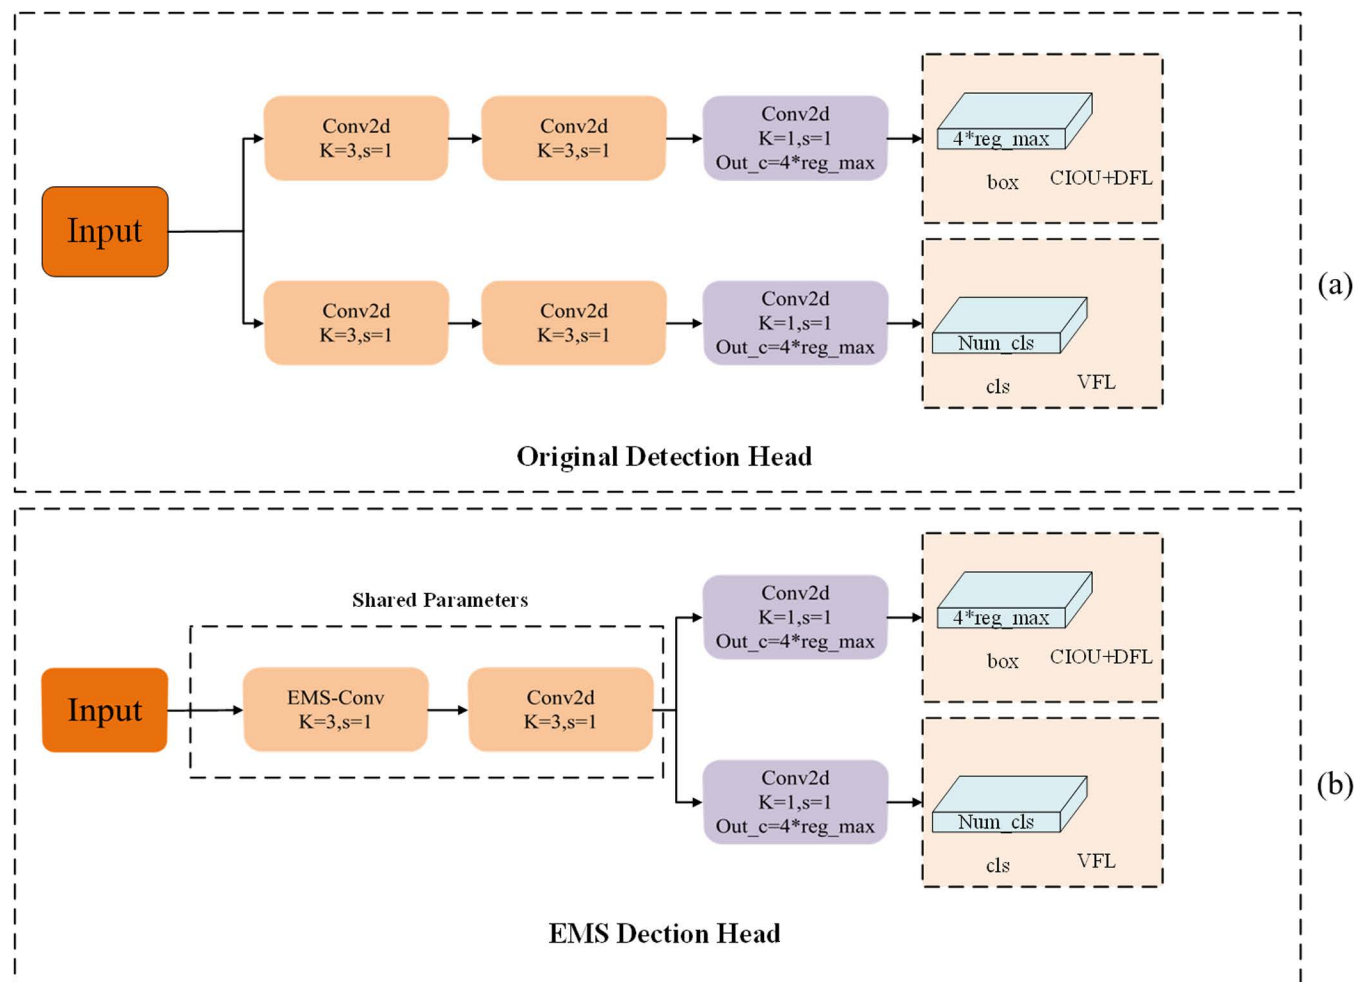 Input
Conv2d
K=3,s=1
Conv2d
K=3,s=1
Conv2d
K=1,s=1
Out_c=4*reg_max
4*reg_max
box CIOU+DFL
Conv2d
K=3,s=1
Conv2d
K=3,s=1
Conv2d
K=1,s=1
Out_c=4*reg_max
Num_cls
cls VFL
Original Detection Head
(a)
Shared Parameters
Input
EMS-Conv
K=3,s=1
Conv2d
K=3,s=1
Conv2d
K=1,s=1
Out_c=4*reg_max
4*reg_max
box CIOU+DFL
Conv2d
K=1,s=1
Out_c=4*reg_max
Num_cls
cls VFL
EMS Dection Head
(b)